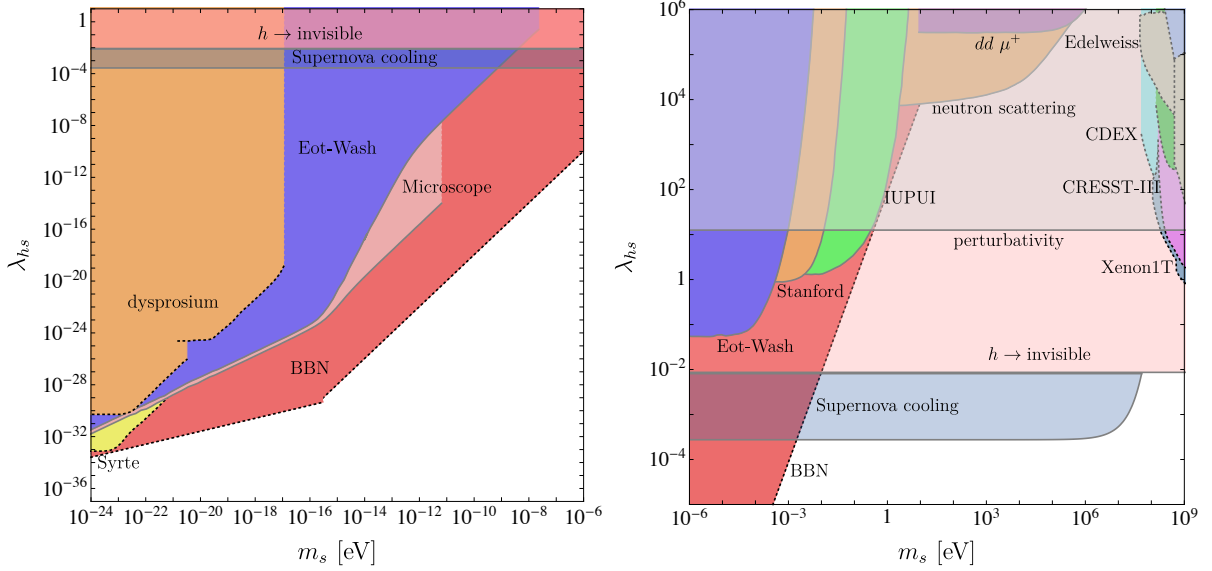 1
10^{-4}
10^{-8}
10^{-12}
10^{-16}
10^{-20}
10^{-24}
10^{-28}
10^{-32}
10^{-36}
λ_{hs}
h → invisible
Supernova cooling
Eot-Wash
Microscope
dysprosium
BBN
Syrte
10^{-24} 10^{-22} 10^{-20} 10^{-18} 10^{-16} 10^{-14} 10^{-12} 10^{-10} 10^{-8} 10^{-6}
m_s [eV]
10^6
10^4
10^2
1
10^{-2}
10^{-4}
λ_{hs}
dd μ^+
Edelweiss
neutron scattering
CDEX
CRESST-III
IUPUI
perturbativity
Xenon1T
Stanford
Eot-Wash
h → invisible
Supernova cooling
BBN
10^{-6} 10^{-3} 1 10^3 10^6 10^9
m_s [eV]